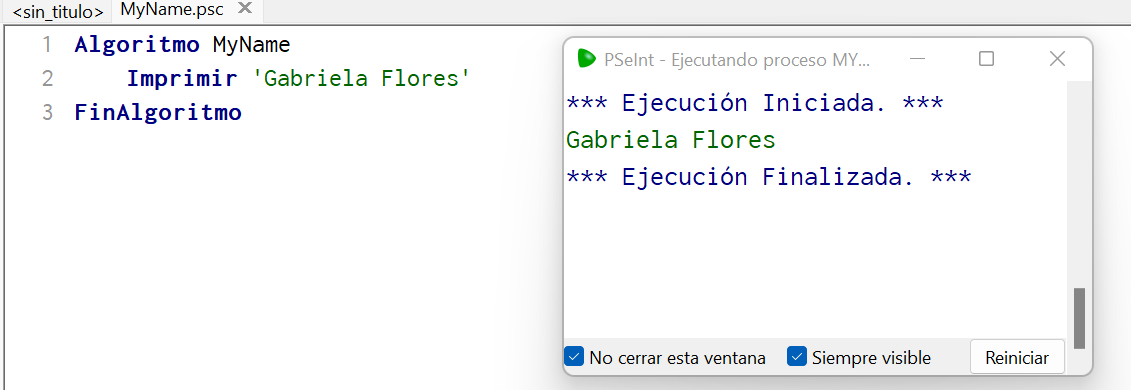 <sin_titulo> MyName.psc
1 Algoritmo MyName
2 Imprimir 'Gabriela Flores'
3 FinAlgoritmo
PSeInt - Ejecutando proceso MY...
*** Ejecución Iniciada. ***
Gabriela Flores
*** Ejecución Finalizada. ***
No cerrar esta ventana Siempre visible Reiniciar